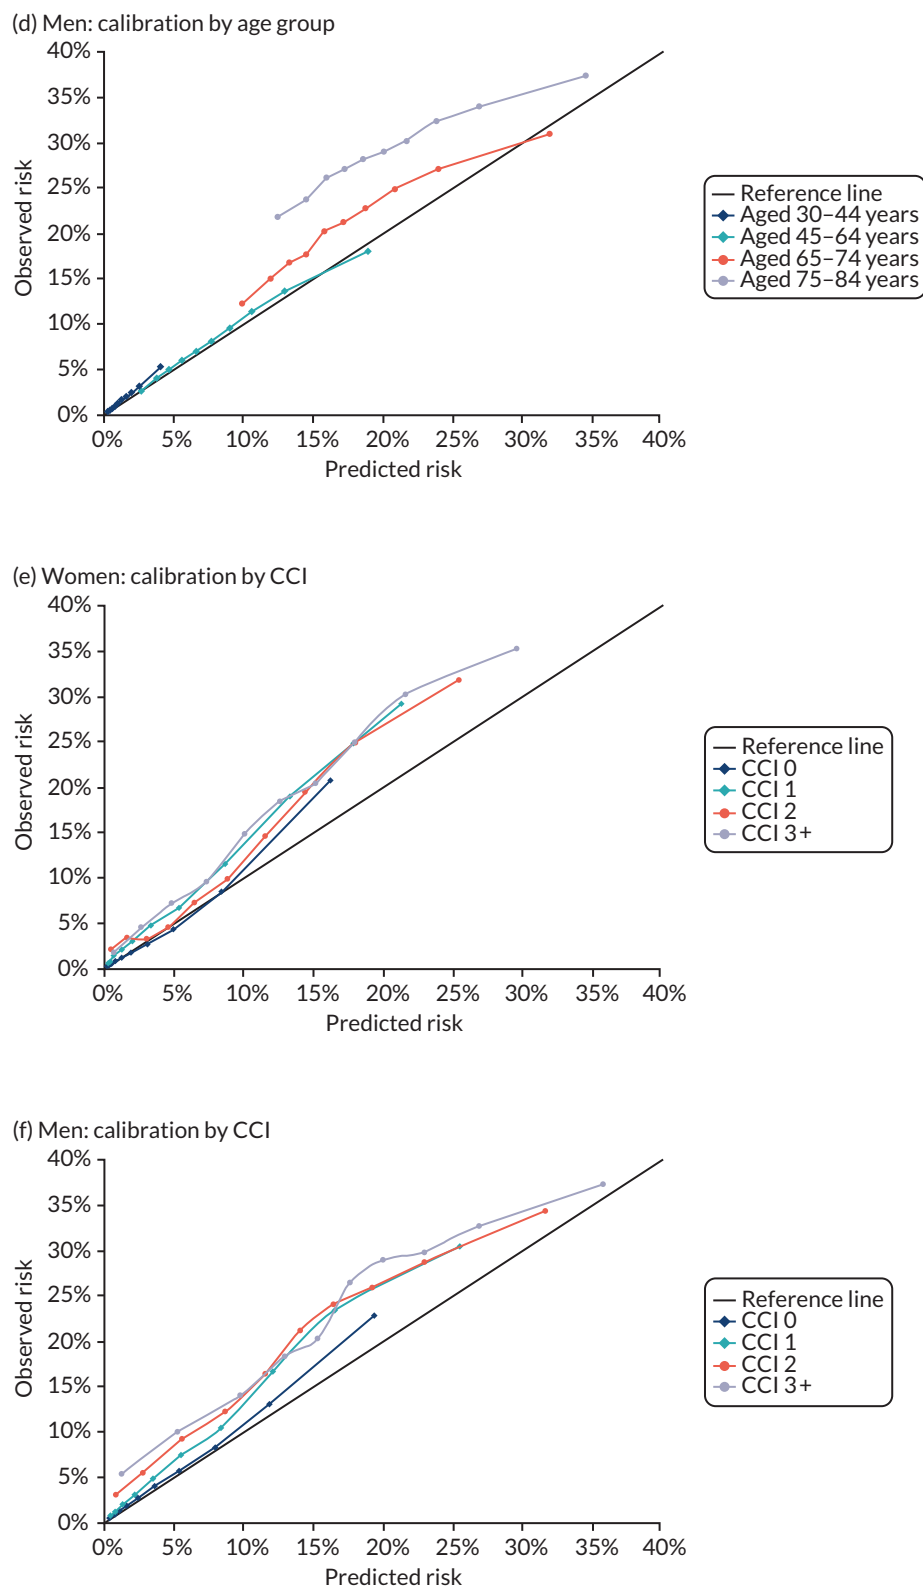 (d) Men: calibration by age group
40%
35%
30%
25%
20%
15%
10%
5%
0%
Observed risk
0% 5% 10% 15% 20% 25% 30% 35% 40%
Predicted risk
Reference line
Aged 30–44 years
Aged 45–64 years
Aged 65–74 years
Aged 75–84 years
(e) Women: calibration by CCI
40%
35%
30%
25%
20%
15%
10%
5%
0%
Observed risk
0% 5% 10% 15% 20% 25% 30% 35% 40%
Predicted risk
Reference line
CCI 0
CCI 1
CCI 2
CCI 3+
(f) Men: calibration by CCI
40%
35%
30%
25%
20%
15%
10%
5%
0%
Observed risk
0% 5% 10% 15% 20% 25% 30% 35% 40%
Predicted risk
Reference line
CCI 0
CCI 1
CCI 2
CCI 3+